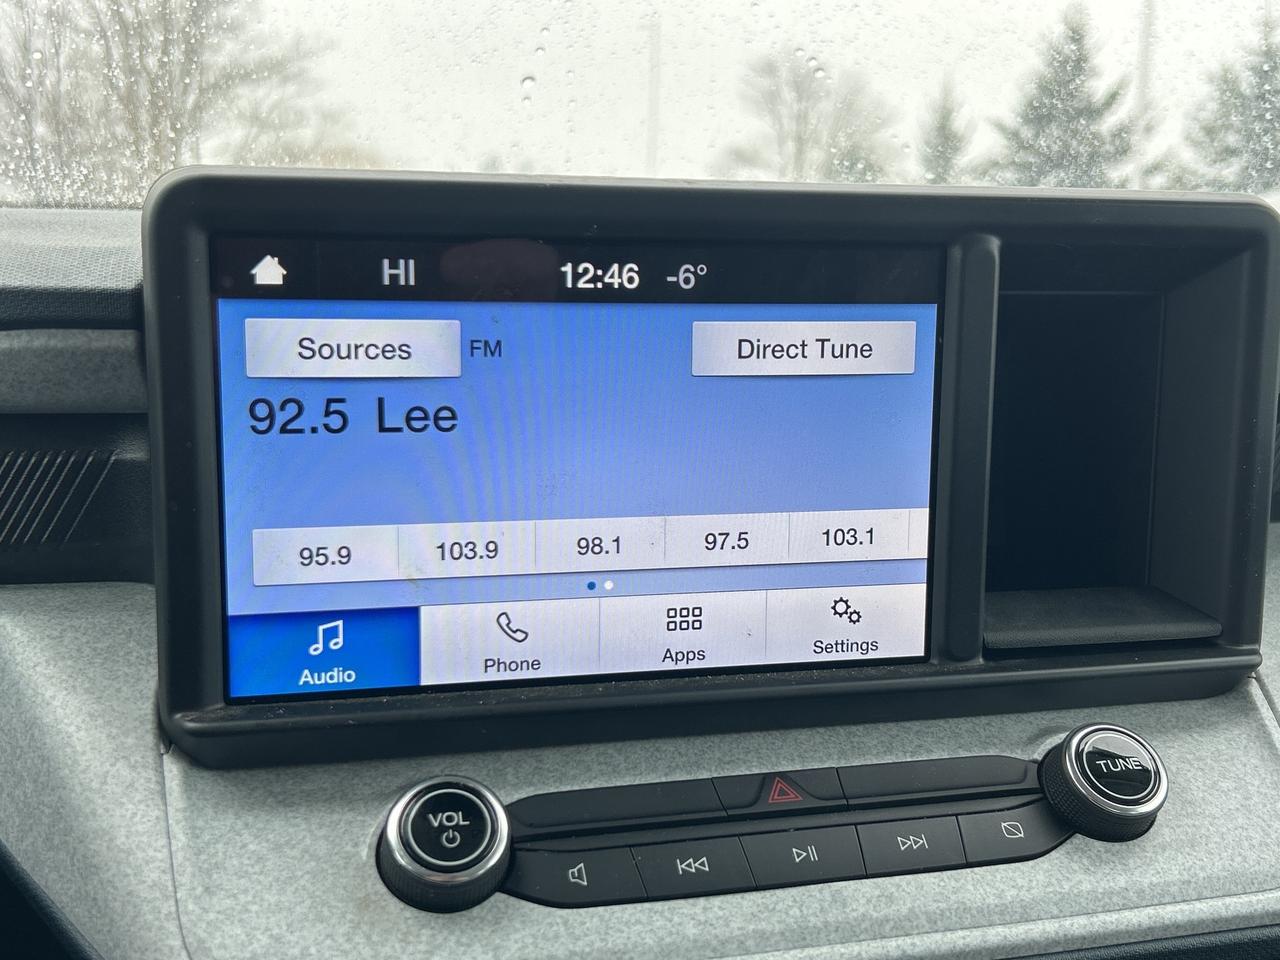 HI 12:46 -6°
Sources FM Direct Tune
92.5 Lee
95.9 103.9 98.1 97.5 103.1
Audio Phone Apps Settings
VOL
TUNE